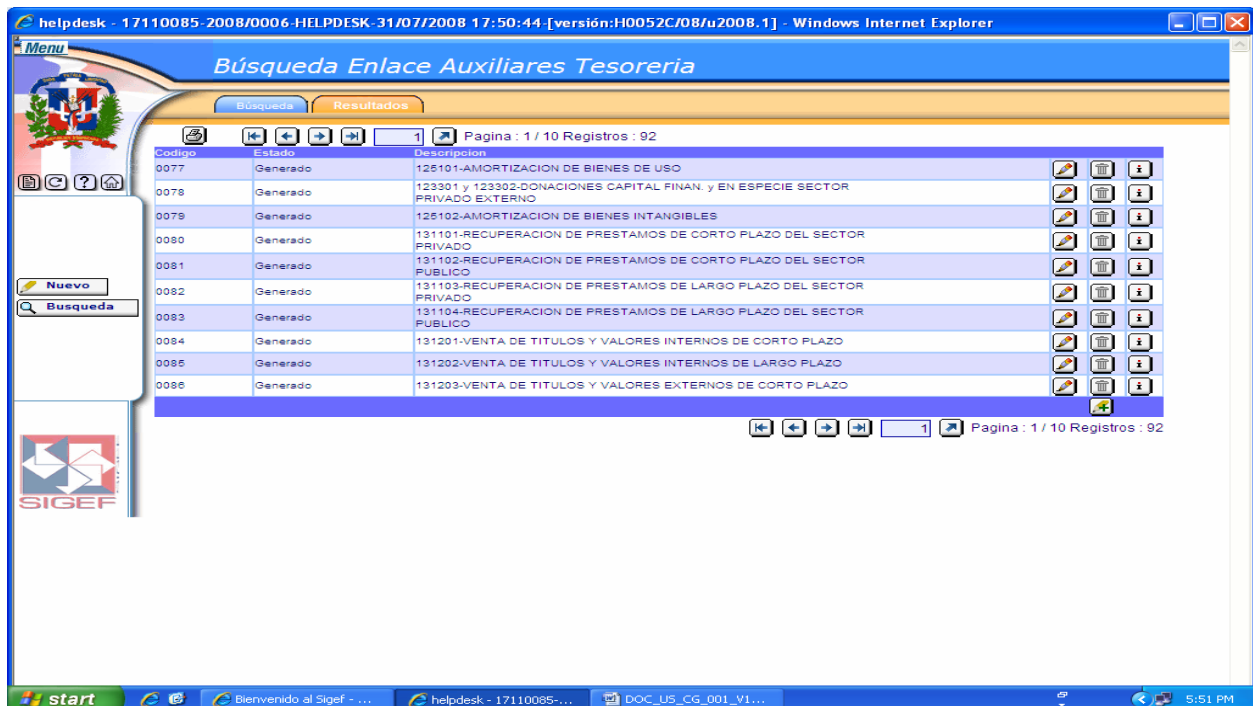 helpdesk - 17110085-2008/0006-HELPDESK-31/07/2008 17:50:44-[versión:H0052C/08/u2008.1] - Windows Internet Explorer
Menu
Búsqueda Enlace Auxiliares Tesoreria
Búsqueda Resultados
1 Pagina : 1 / 10 Registros : 92
Codigo Estado Descripcion
0077 Generado 125101-AMORTIZACION DE BIENES DE USO
0078 Generado 123301 y 123302-DONACIONES CAPITAL FINAN. y EN ESPECIE SECTOR
PRIVADO EXTERNO
0079 Generado 125102-AMORTIZACION DE BIENES INTANGIBLES
0080 Generado 131101-RECUPERACION DE PRESTAMOS DE CORTO PLAZO DEL SECTOR
PRIVADO
0081 Generado 131102-RECUPERACION DE PRESTAMOS DE CORTO PLAZO DEL SECTOR
PUBLICO
0082 Generado 131103-RECUPERACION DE PRESTAMOS DE LARGO PLAZO DEL SECTOR
PRIVADO
0083 Generado 131104-RECUPERACION DE PRESTAMOS DE LARGO PLAZO DEL SECTOR
PUBLICO
0084 Generado 131201-VENTA DE TITULOS Y VALORES INTERNOS DE CORTO PLAZO
0085 Generado 131202-VENTA DE TITULOS Y VALORES INTERNOS DE LARGO PLAZO
0086 Generado 131203-VENTA DE TITULOS Y VALORES EXTERNOS DE CORTO PLAZO
1 Pagina : 1 / 10 Registros : 92
Nuevo
Busqueda
SIGEF
start
Bienvenido al Sigef - ...
helpdesk - 17110085-...
DOC_US_CG_001_V1...
5:51 PM